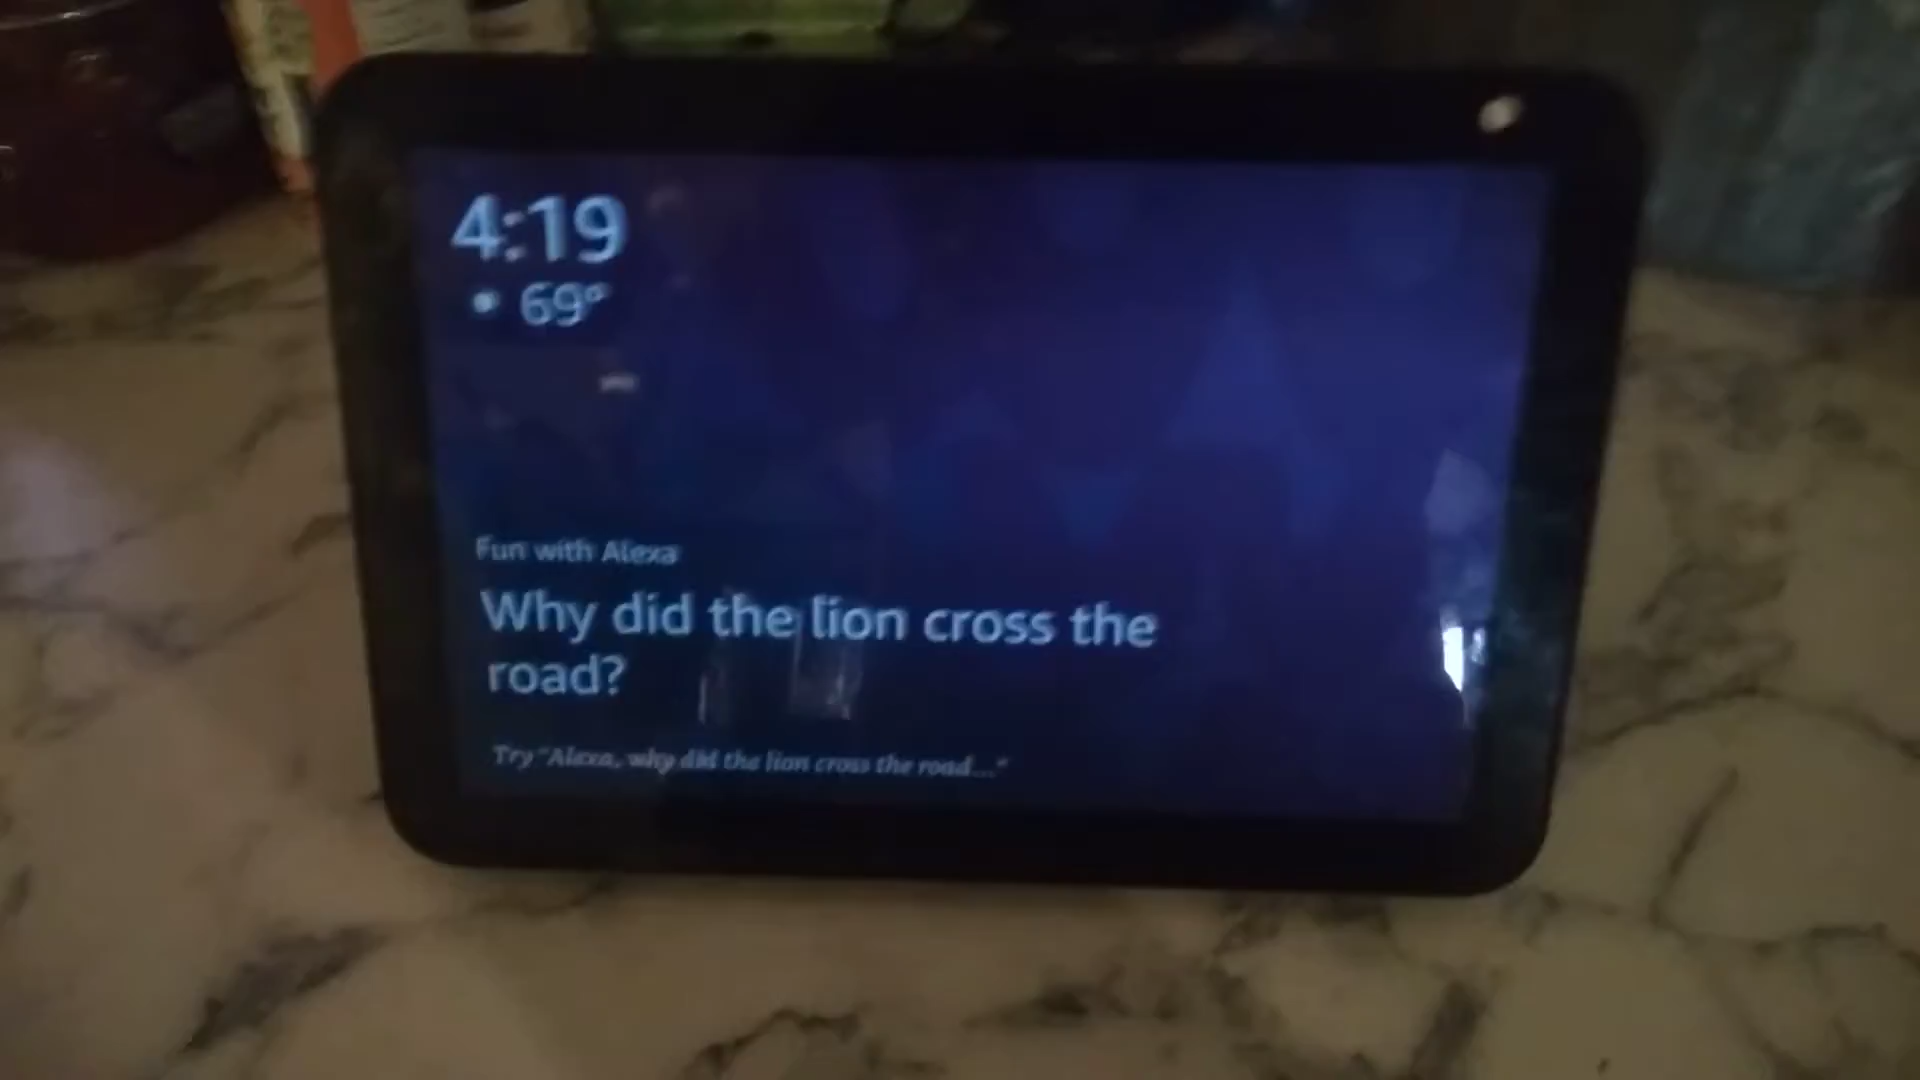 4:19
69°
Fun with Alexa
Why did the lion cross the
road?
Try "Alexa, why did the lion cross the road..."